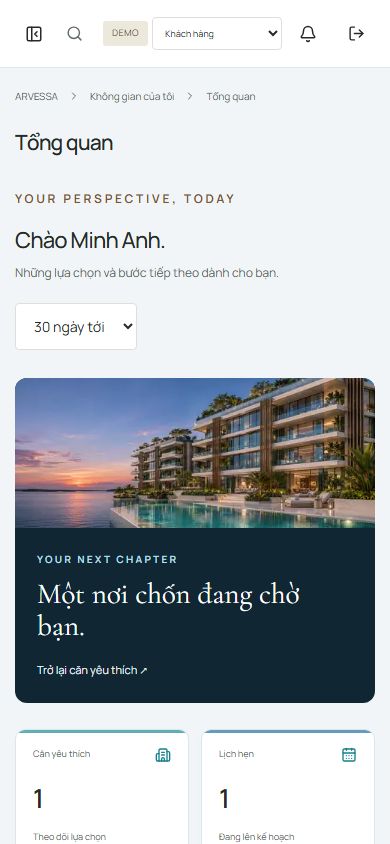 DEMO
Khách hàng
ARVESSA > Không gian của tôi > Tổng quan
Tổng quan
YOUR PERSPECTIVE, TODAY
Chào Minh Anh.
Những lựa chọn và bước tiếp theo dành cho bạn.
30 ngày tới
YOUR NEXT CHAPTER
Một nơi chốn đang chờ
bạn.
Trở lại căn yêu thích ↗
Căn yêu thích
1
Theo dõi lựa chọn
Lịch hẹn
1
Đang lên kế hoạch